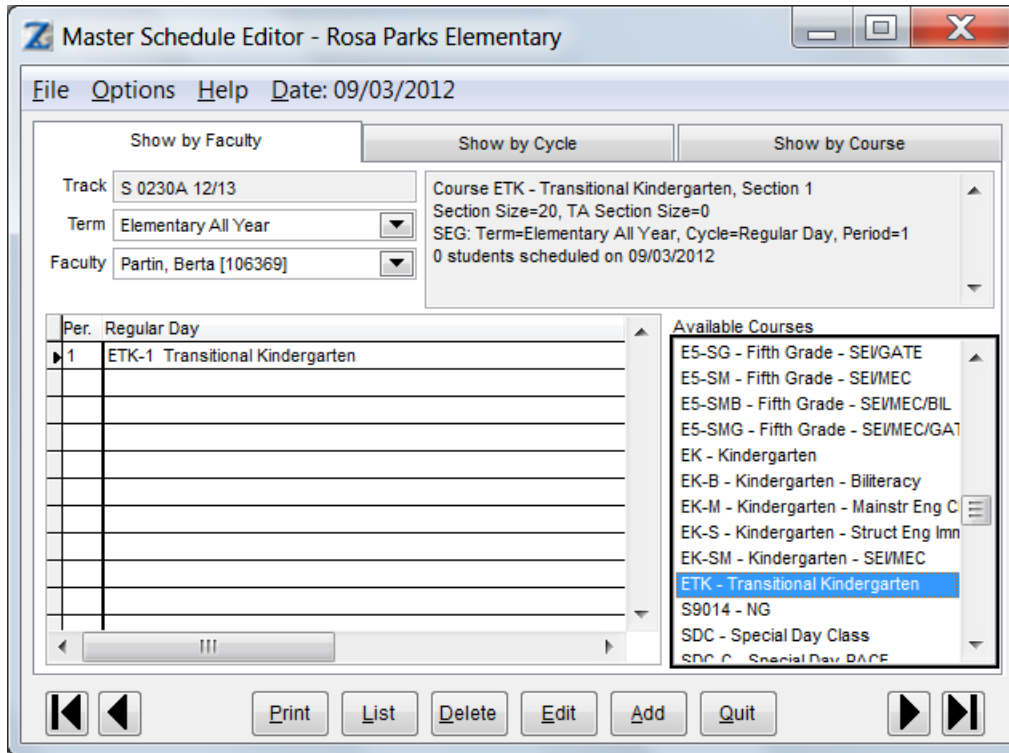 Master Schedule Editor - Rosa Parks Elementary
File Options Help Date: 09/03/2012
Show by Faculty Show by Cycle Show by Course
Track S 0230A 12/13
Term Elementary All Year
Faculty Partin, Berta [106369]
Course ETK - Transitional Kindergarten, Section 1
Section Size=20, TA Section Size=0
SEG: Term=Elementary All Year, Cycle=Regular Day, Period=1
0 students scheduled on 09/03/2012
Per. Regular Day
1 ETK-1 Transitional Kindergarten
Available Courses
E5-SG - Fifth Grade - SEI/GATE
E5-SM - Fifth Grade - SEI/MEC
E5-SMB - Fifth Grade - SEI/MEC/BIL
E5-SMG - Fifth Grade - SEI/MEC/GAT
EK - Kindergarten
EK-B - Kindergarten - Biliteracy
EK-M - Kindergarten - Mainstr Eng C
EK-S - Kindergarten - Struct Eng Imm
EK-SM - Kindergarten - SEI/MEC
ETK - Transitional Kindergarten
S9014 - NG
SDC - Special Day Class
SDC C Special Day PACE
Print List Delete Edit Add Quit